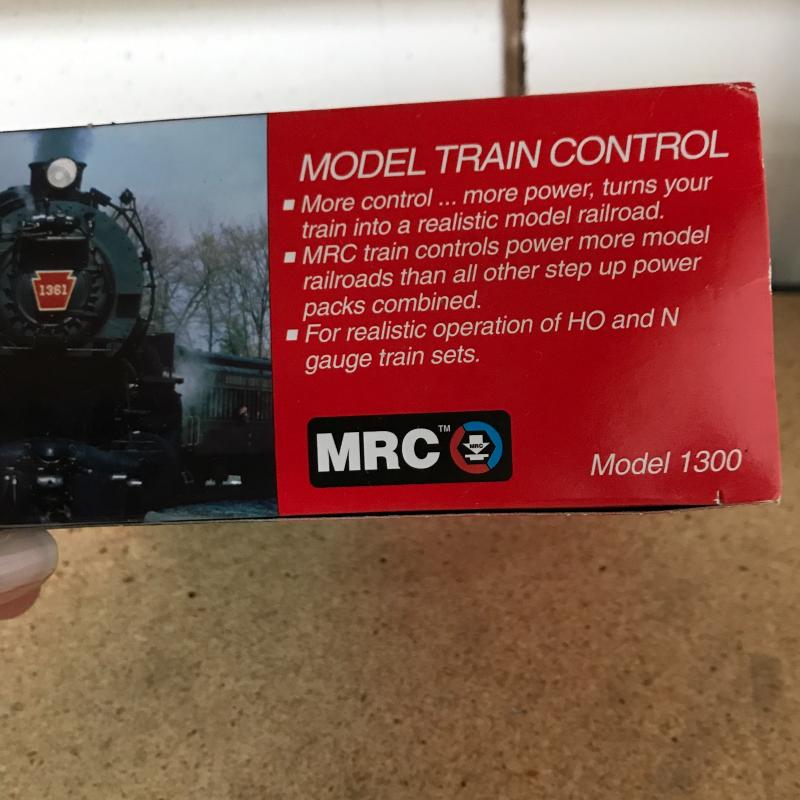 MODEL TRAIN CONTROL
■ More control ... more power, turns your
train into a realistic model railroad.
■ MRC train controls power more model
railroads than all other step up power
packs combined.
■ For realistic operation of HO and N
gauge train sets.
MRC™ MRC
Model 1300
1361